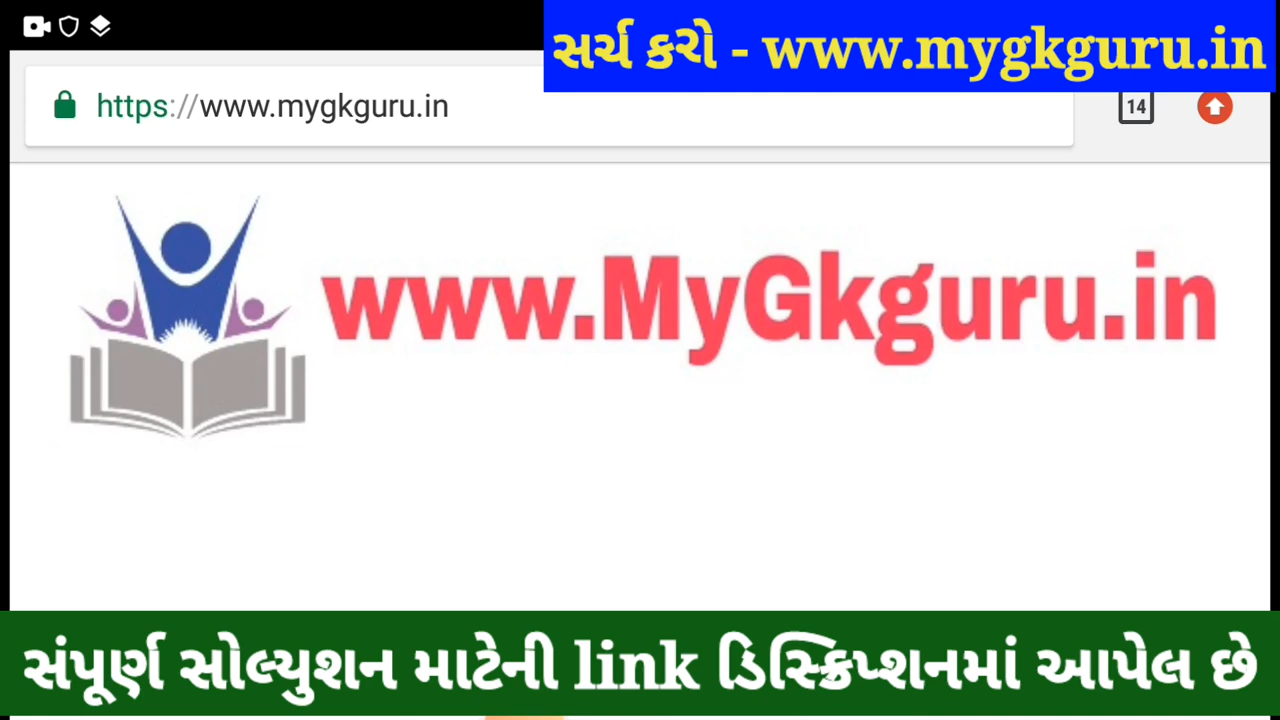 સર્ચ કરો - www.mygkguru.in
https://www.mygkguru.in
14
www.MyGkguru.in
સંપૂર્ણ સોલ્યુશન માટેની link ડિસ્ક્રિપ્શનમાં આપેલ છે